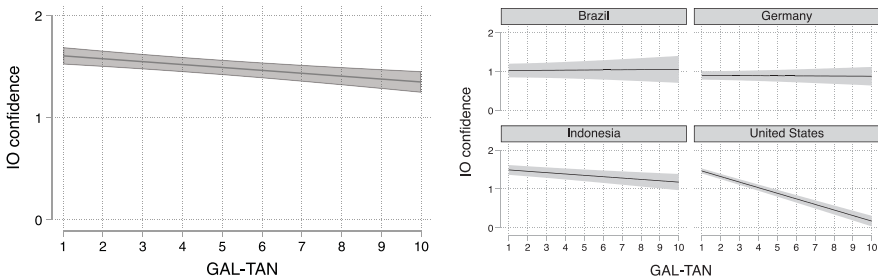 2
1
0
IO confidence
1 2 3 4 5 6 7 8 9 10
GAL-TAN
Brazil Germany
2
1
0
Indonesia United States
2
1
0
IO confidence
1 2 3 4 5 6 7 8 9 10 1 2 3 4 5 6 7 8 9 10
GAL-TAN